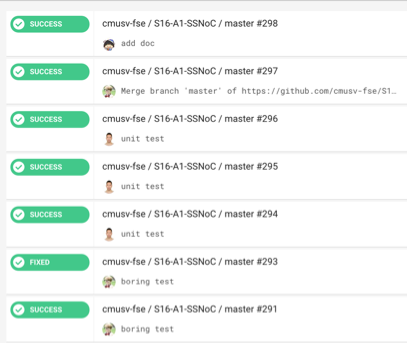 SUCCESS
cmusv-fse / S16-A1-SSNoC / master #298
add doc
SUCCESS
cmusv-fse / S16-A1-SSNoC / master #297
Merge branch 'master' of https://github.com/cmusv-fse/S1…
SUCCESS
cmusv-fse / S16-A1-SSNoC / master #296
unit test
SUCCESS
cmusv-fse / S16-A1-SSNoC / master #295
unit test
SUCCESS
cmusv-fse / S16-A1-SSNoC / master #294
unit test
FIXED
cmusv-fse / S16-A1-SSNoC / master #293
boring test
SUCCESS
cmusv-fse / S16-A1-SSNoC / master #291
boring test